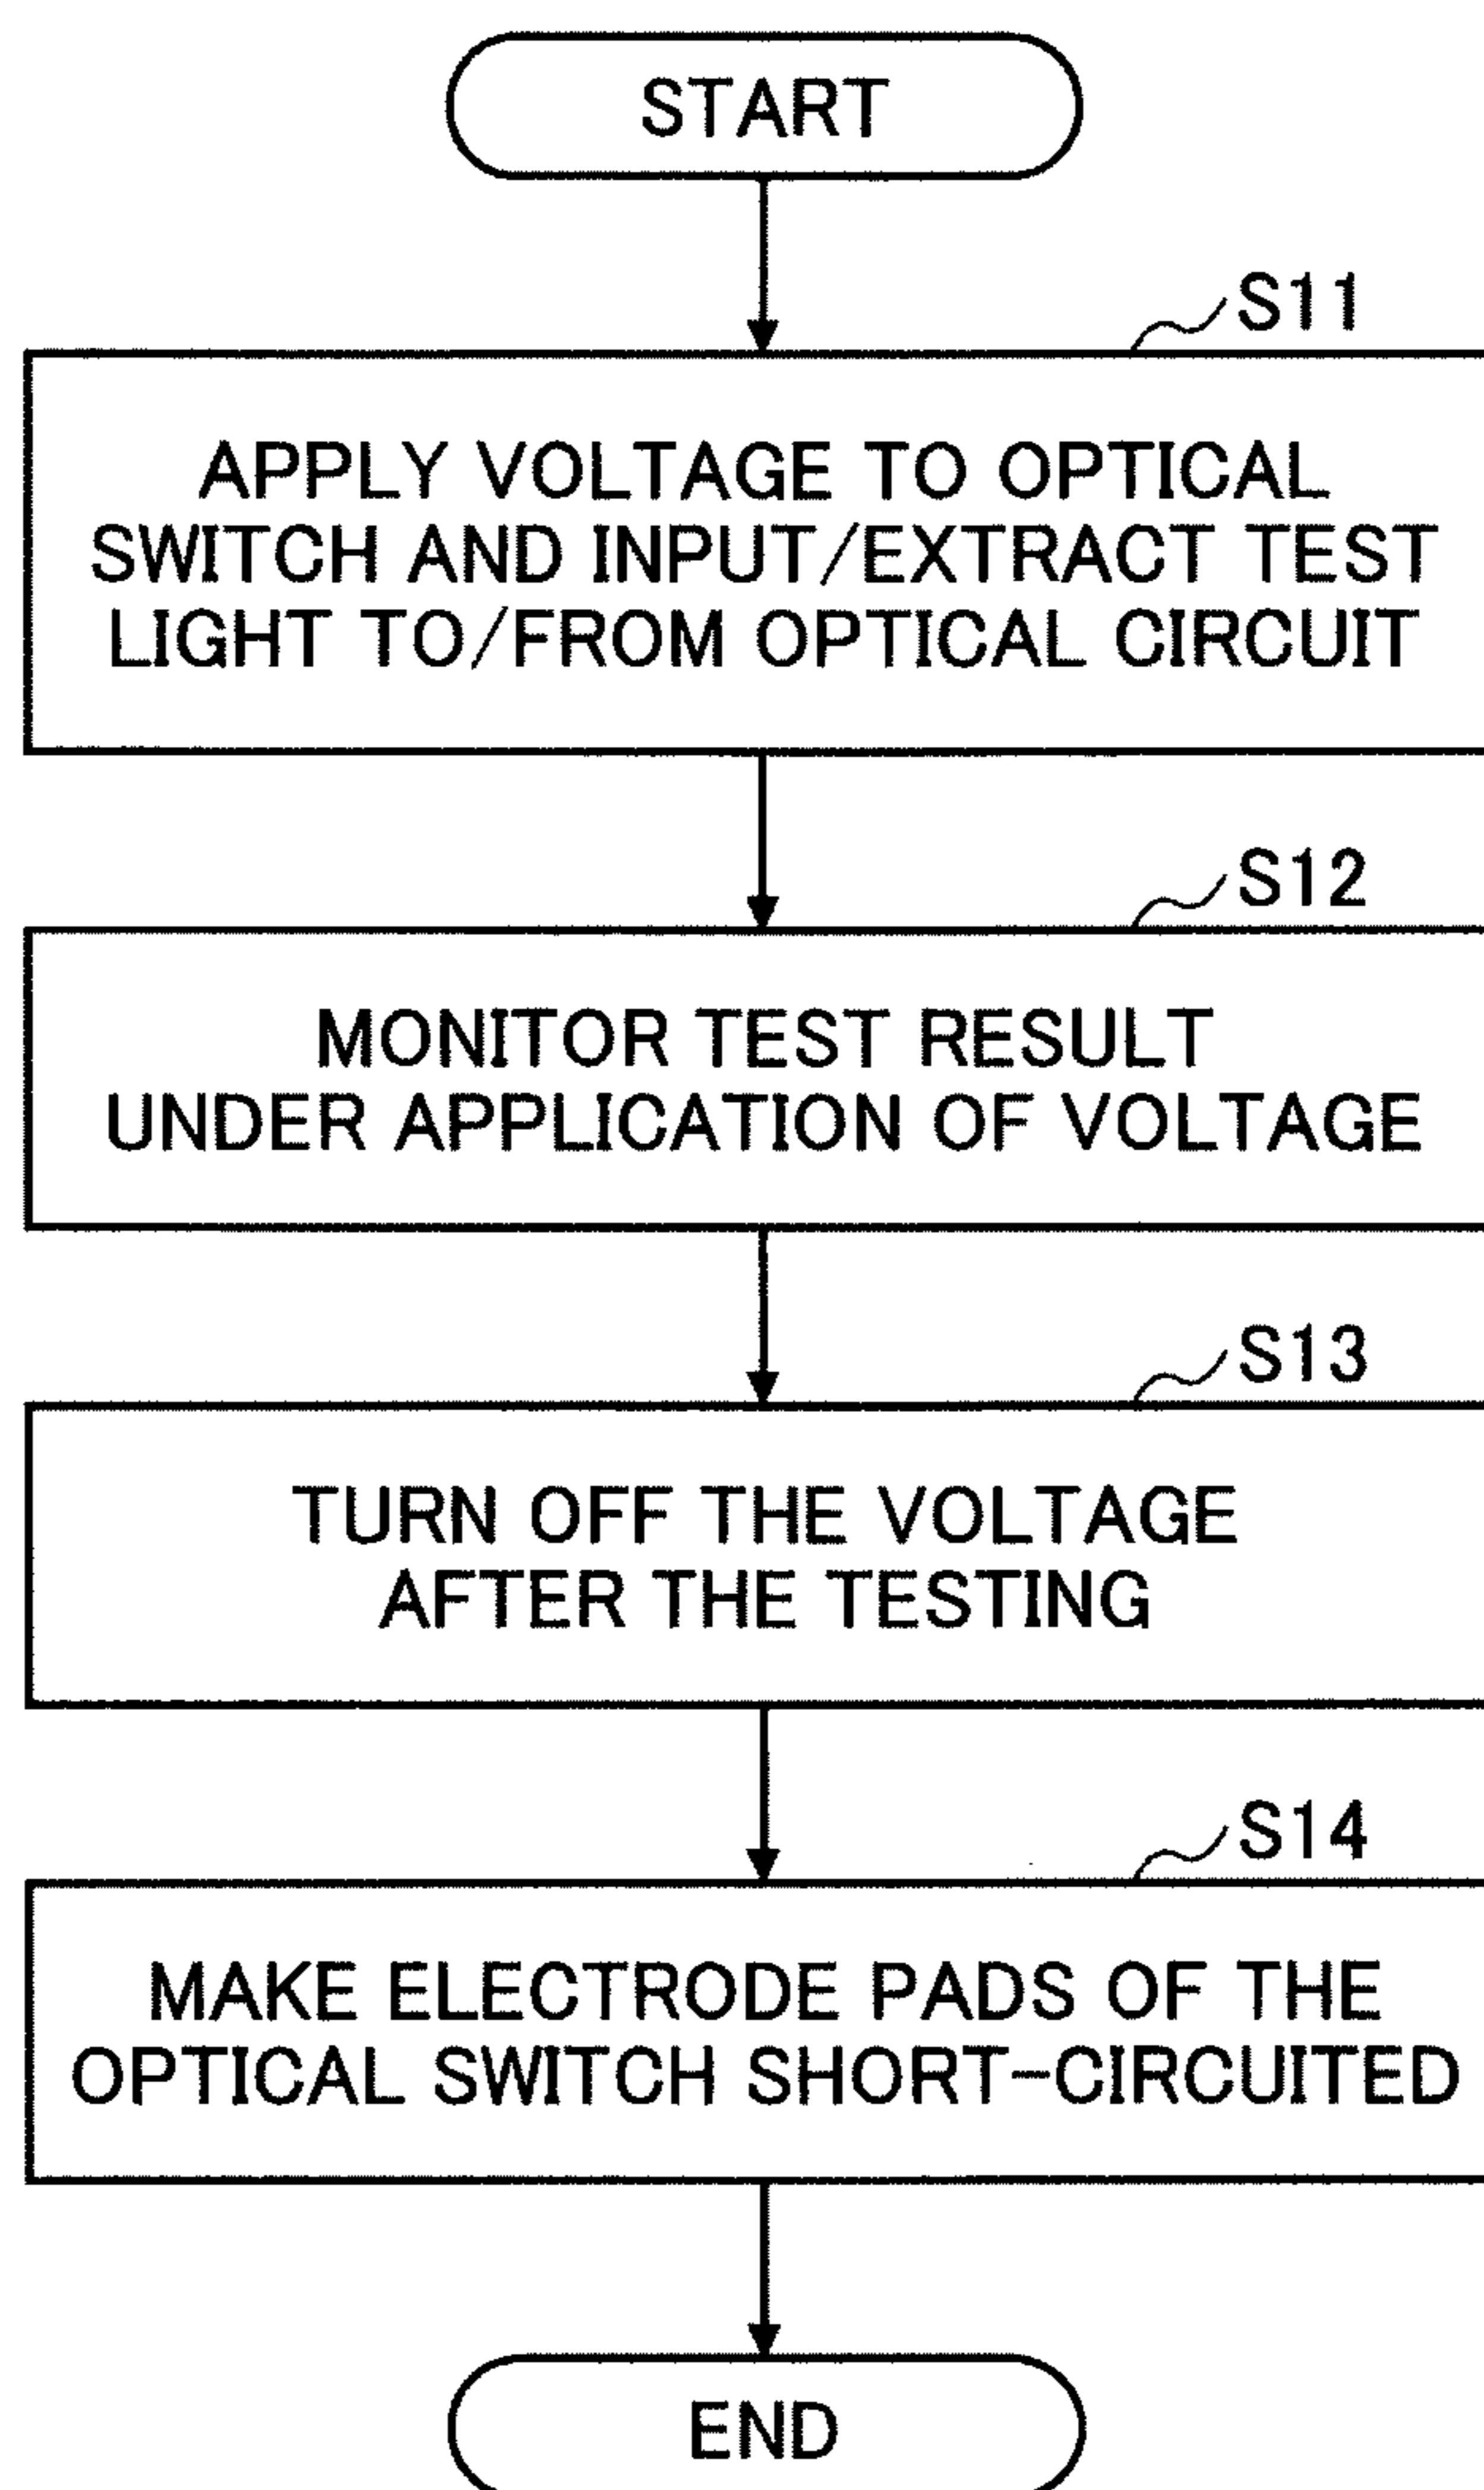 START
S11
APPLY VOLTAGE TO OPTICAL
SWITCH AND INPUT/EXTRACT TEST
LIGHT TO/FROM OPTICAL CIRCUIT
S12
MONITOR TEST RESULT
UNDER APPLICATION OF VOLTAGE
S13
TURN OFF THE VOLTAGE
AFTER THE TESTING
S14
MAKE ELECTRODE PADS OF THE
OPTICAL SWITCH SHORT-CIRCUITED
END